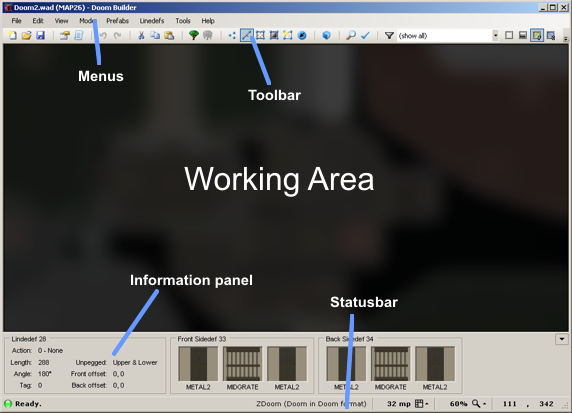 Doom2.wad (MAP26) - Doom Builder
File Edit View Mode Prefabs Linedefs Tools Help
(show all)
Menus
Toolbar
Working Area
Information panel
Statusbar
Lindedef 28
Action: 0 - None
Length: 288 Unpegged: Upper & Lower
Angle: 180° Front offset: 0, 0
Tag: 0 Back offset: 0, 0
Front Sidedef 33
METAL2 MIDGRATE METAL2
Back Sidedef 34
METAL2 MIDGRATE METAL2
Ready. ZDoom (Doom in Doom format) 32 mp 60% 111 , 342